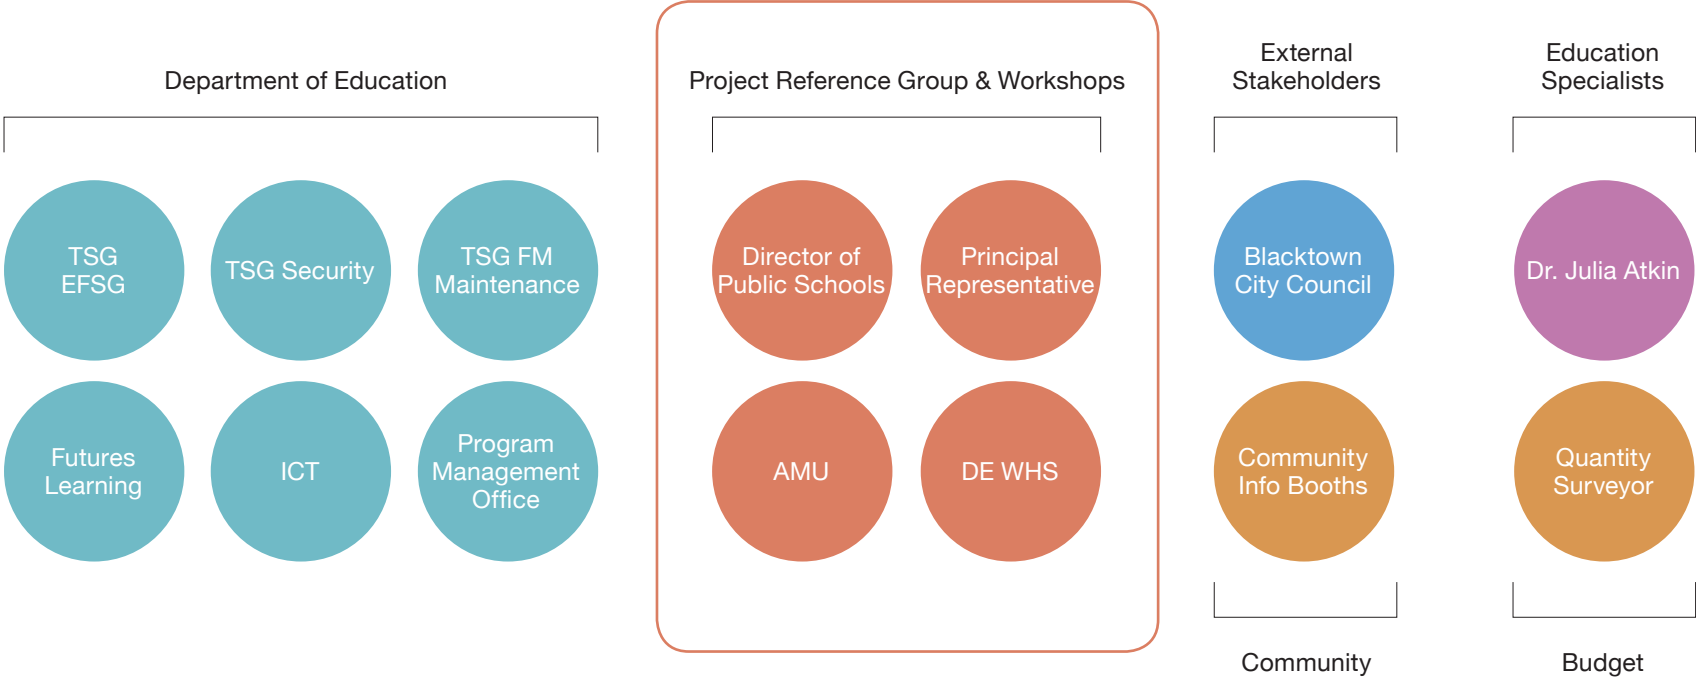 Department of Education
Project Reference Group & Workshops
External
Stakeholders
Education
Specialists
TSG
EFSG
TSG Security
TSG FM
Maintenance
Director of
Public Schools
Principal
Representative
Blacktown
City Council
Dr. Julia Atkin
Futures
Learning
ICT
Program
Management
Office
AMU
DE WHS
Community
Info Booths
Quantity
Surveyor
Community
Budget